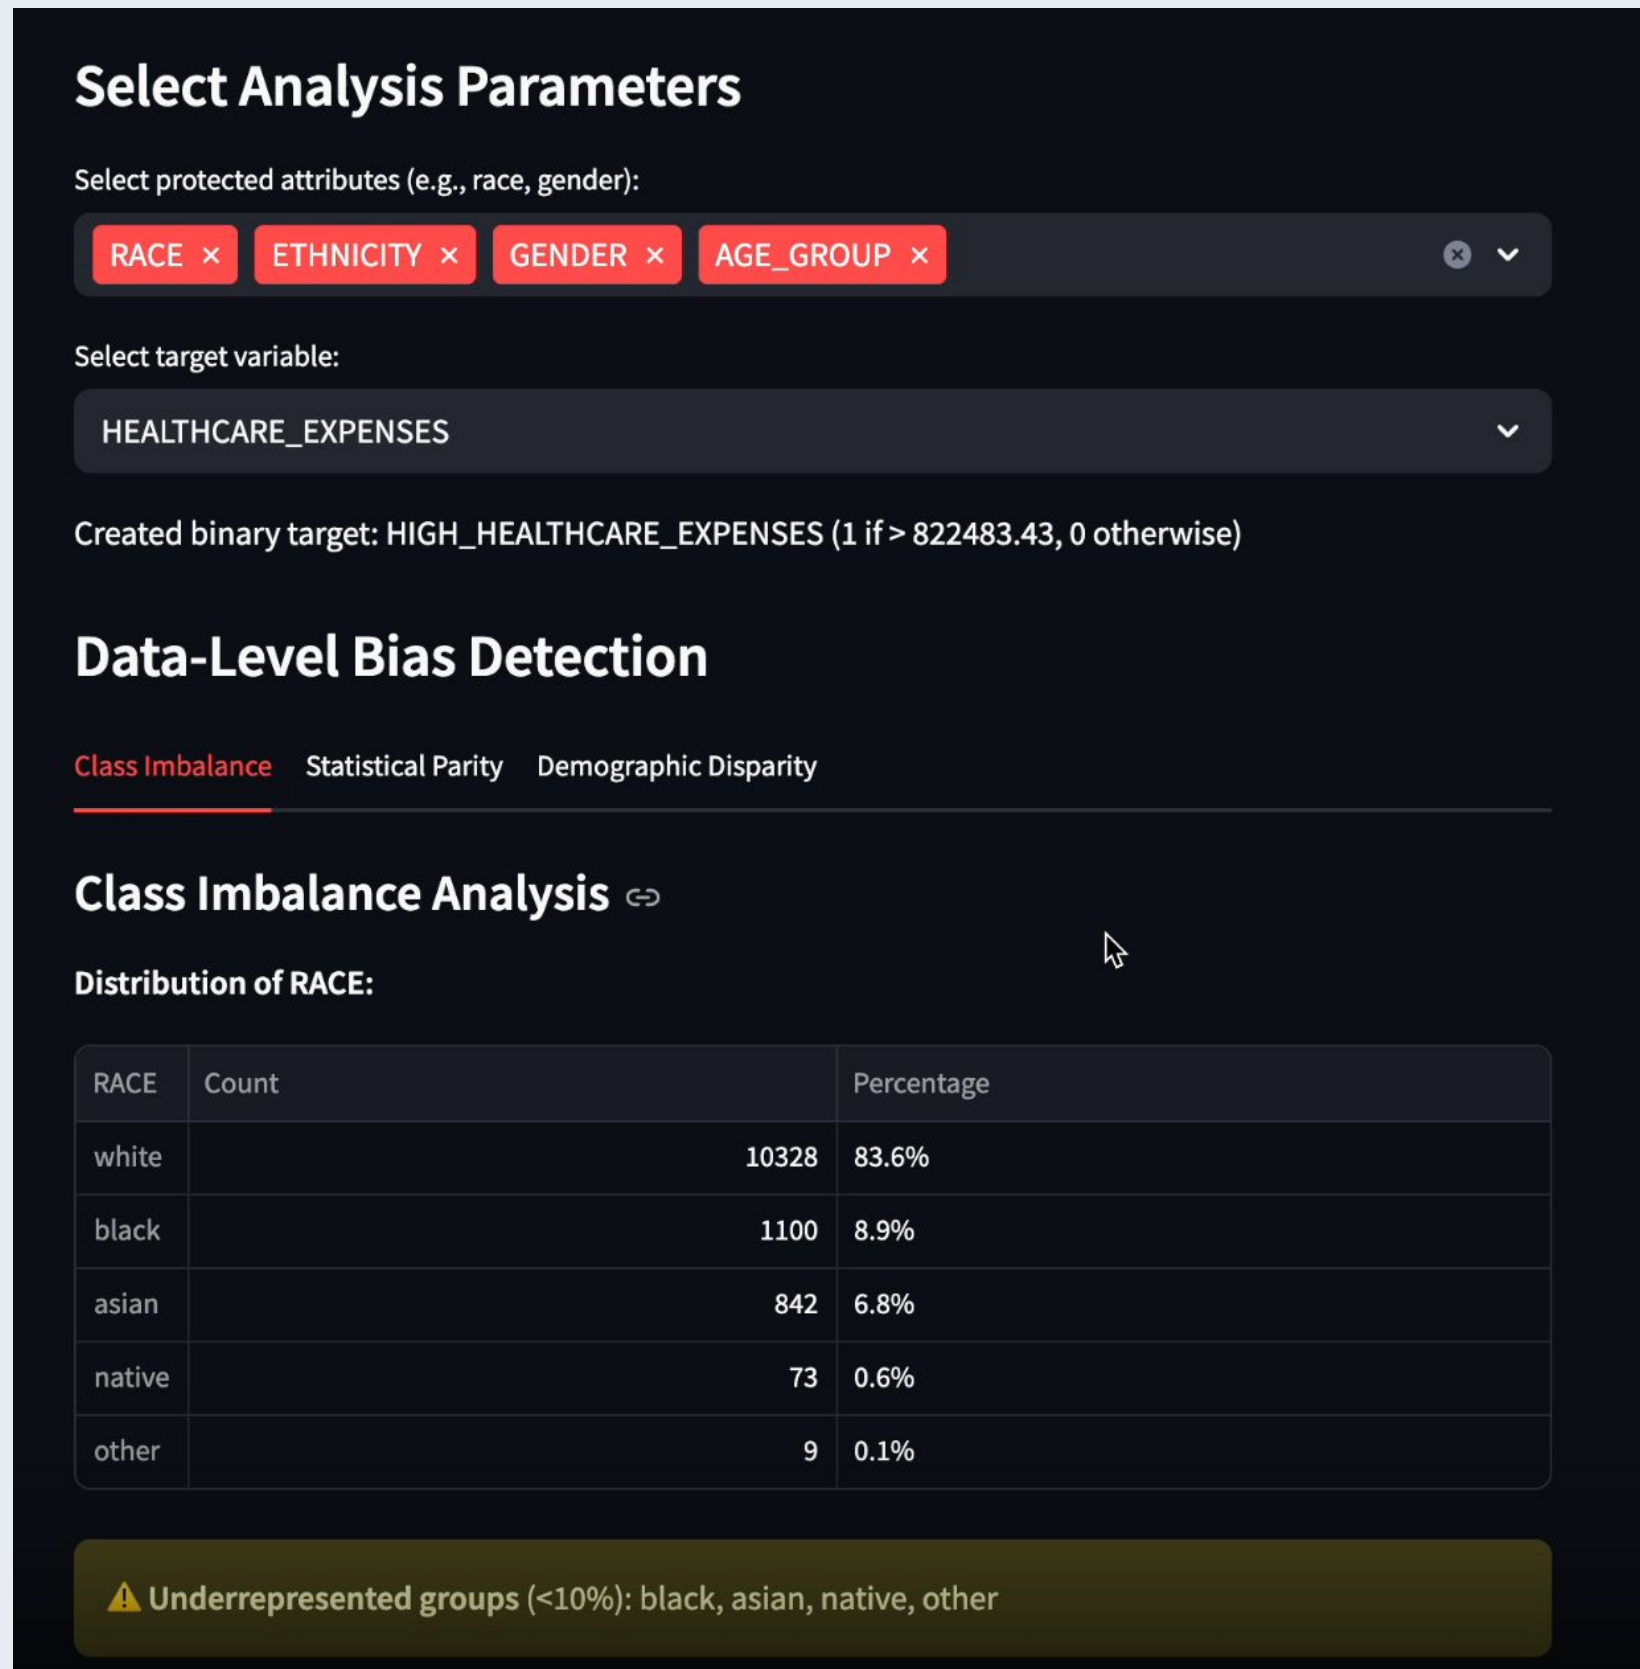 Select Analysis Parameters
Select protected attributes (e.g., race, gender):
RACE × ETHNICITY × GENDER × AGE_GROUP ×
Select target variable:
HEALTHCARE_EXPENSES
Created binary target: HIGH_HEALTHCARE_EXPENSES (1 if > 822483.43, 0 otherwise)
Data-Level Bias Detection
Class Imbalance Statistical Parity Demographic Disparity
Class Imbalance Analysis
Distribution of RACE:
RACE Count Percentage
white 10328 83.6%
black 1100 8.9%
asian 842 6.8%
native 73 0.6%
other 9 0.1%
⚠ Underrepresented groups (<10%): black, asian, native, other